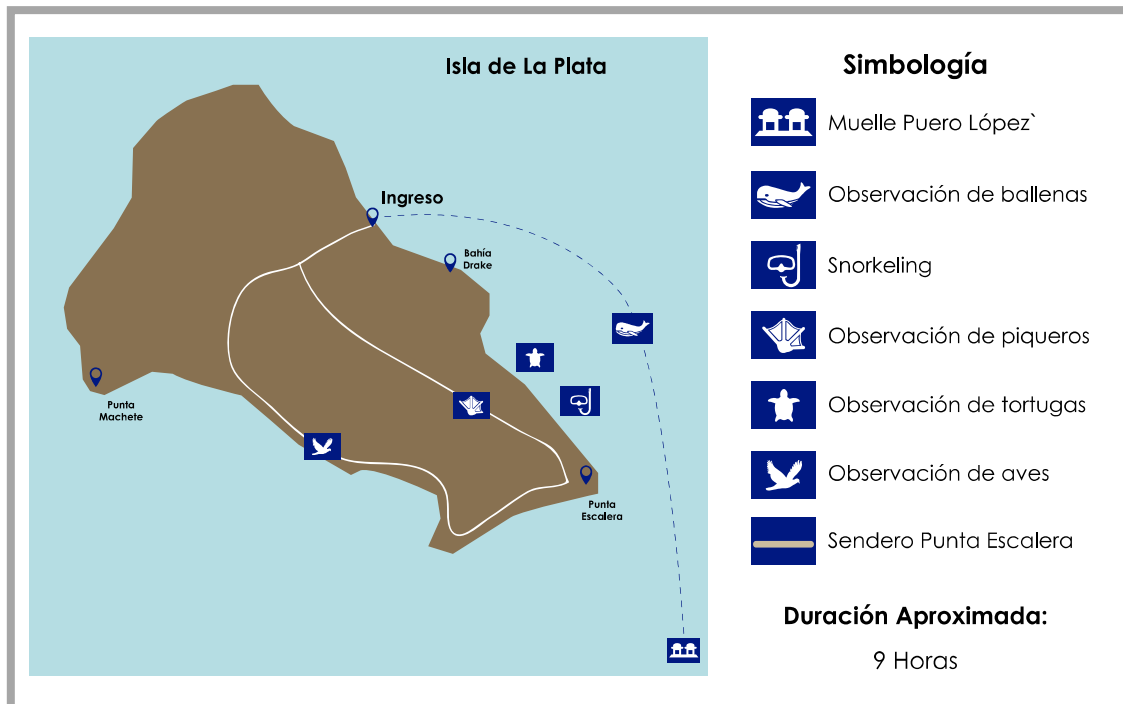 Isla de La Plata
Ingreso
Bahía
Drake
Punta
Machete
Punta
Escalera
Simbología
Muelle Puero López`
Observación de ballenas
Snorkeling
Observación de piqueros
Observación de tortugas
Observación de aves
Sendero Punta Escalera
Duración Aproximada:
9 Horas